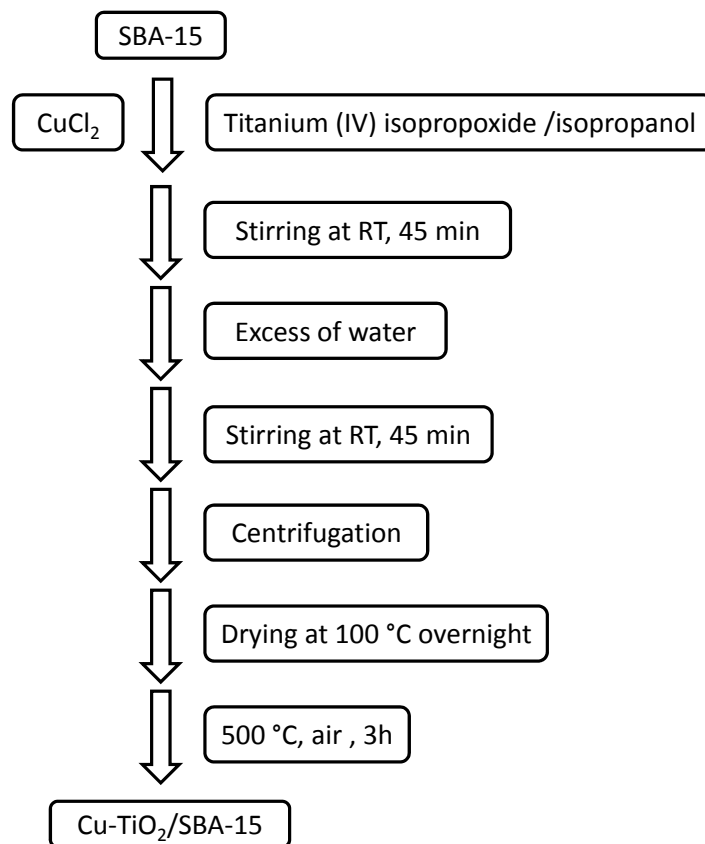 SBA-15
CuCl₂
Titanium (IV) isopropoxide /isopropanol
Stirring at RT, 45 min
Excess of water
Stirring at RT, 45 min
Centrifugation
Drying at 100 °C overnight
500 °C, air , 3h
Cu-TiO₂/SBA-15